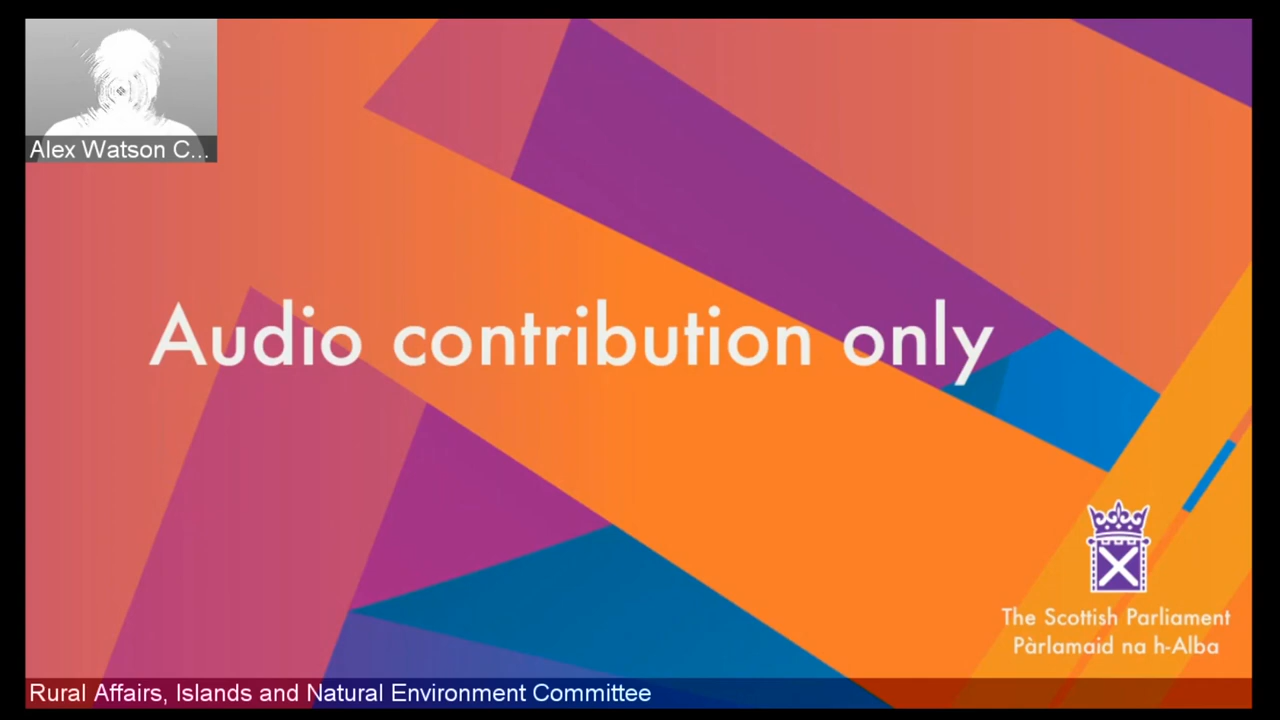 Alex Watson C...
Audio contribution only
The Scottish Parliament
Pàrlamaid na h-Alba
Rural Affairs, Islands and Natural Environment Committee